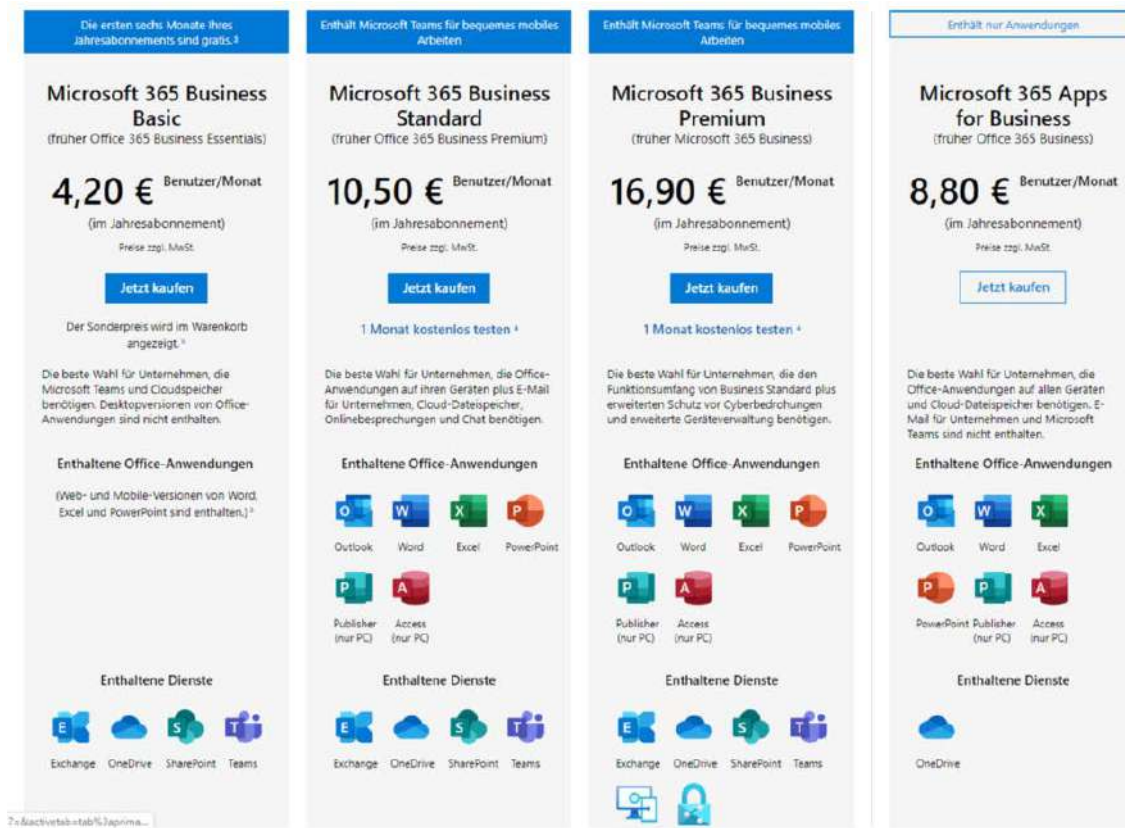 Die ersten sechs Monate Ihres
Jahresabonnements sind gratis.³
Microsoft 365 Business
Basic
(früher Office 365 Business Essentials)
4,20 € Benutzer/Monat
(im Jahresabonnement)
Preise zzgl. MwSt.
Jetzt kaufen
Der Sonderpreis wird im Warenkorb
angezeigt.
Die beste Wahl für Unternehmen, die
Microsoft Teams und Cloudspeicher
benötigen. Desktopversionen von Office-
Anwendungen sind nicht enthalten.
Enthaltene Office-Anwendungen
(Web- und Mobile-Versionen von Word,
Excel und PowerPoint sind enthalten.)
Enthaltene Dienste
E S T
Exchange OneDrive SharePoint Teams
Enthält Microsoft Teams für bequemes mobiles
Arbeiten
Microsoft 365 Business
Standard
(früher Office 365 Business Premium)
10,50 € Benutzer/Monat
(im Jahresabonnement)
Preise zzgl. MwSt.
Jetzt kaufen
1 Monat kostenlos testen
Die beste Wahl für Unternehmen, die Office-
Anwendungen auf ihren Geräten plus E-Mail
für Unternehmen, Cloud-Dateispeicher,
Onlinebesprechungen und Chat benötigen.
Enthaltene Office-Anwendungen
O W X P
Outlook Word Excel PowerPoint
P A
Publisher Access
(nur PC) (nur PC)
Enthaltene Dienste
E S T
Exchange OneDrive SharePoint Teams
Enthält Microsoft Teams für bequemes mobiles
Arbeiten
Microsoft 365 Business
Premium
(früher Microsoft 365 Business)
16,90 € Benutzer/Monat
(im Jahresabonnement)
Preise zzgl. MwSt.
Jetzt kaufen
1 Monat kostenlos testen
Die beste Wahl für Unternehmen, die den
Funktionsumfang von Business Standard plus
erweiterten Schutz vor Cyberbedrohungen
und erweiterte Geräteverwaltung benötigen.
Enthaltene Office-Anwendungen
O W X P
Outlook Word Excel PowerPoint
P A
Publisher Access
(nur PC) (nur PC)
Enthaltene Dienste
E S T
Exchange OneDrive SharePoint Teams
Enthält nur Anwendungen
Microsoft 365 Apps
for Business
(früher Office 365 Business)
8,80 € Benutzer/Monat
(im Jahresabonnement)
Preise zzgl. MwSt.
Jetzt kaufen
Die beste Wahl für Unternehmen, die
Office-Anwendungen auf allen Geräten
und Cloud-Dateispeicher benötigen. E-
Mail für Unternehmen und Microsoft
Teams sind nicht enthalten.
Enthaltene Office-Anwendungen
O W X
Outlook Word Excel
P P A
PowerPoint Publisher Access
(nur PC) (nur PC)
Enthaltene Dienste
OneDrive